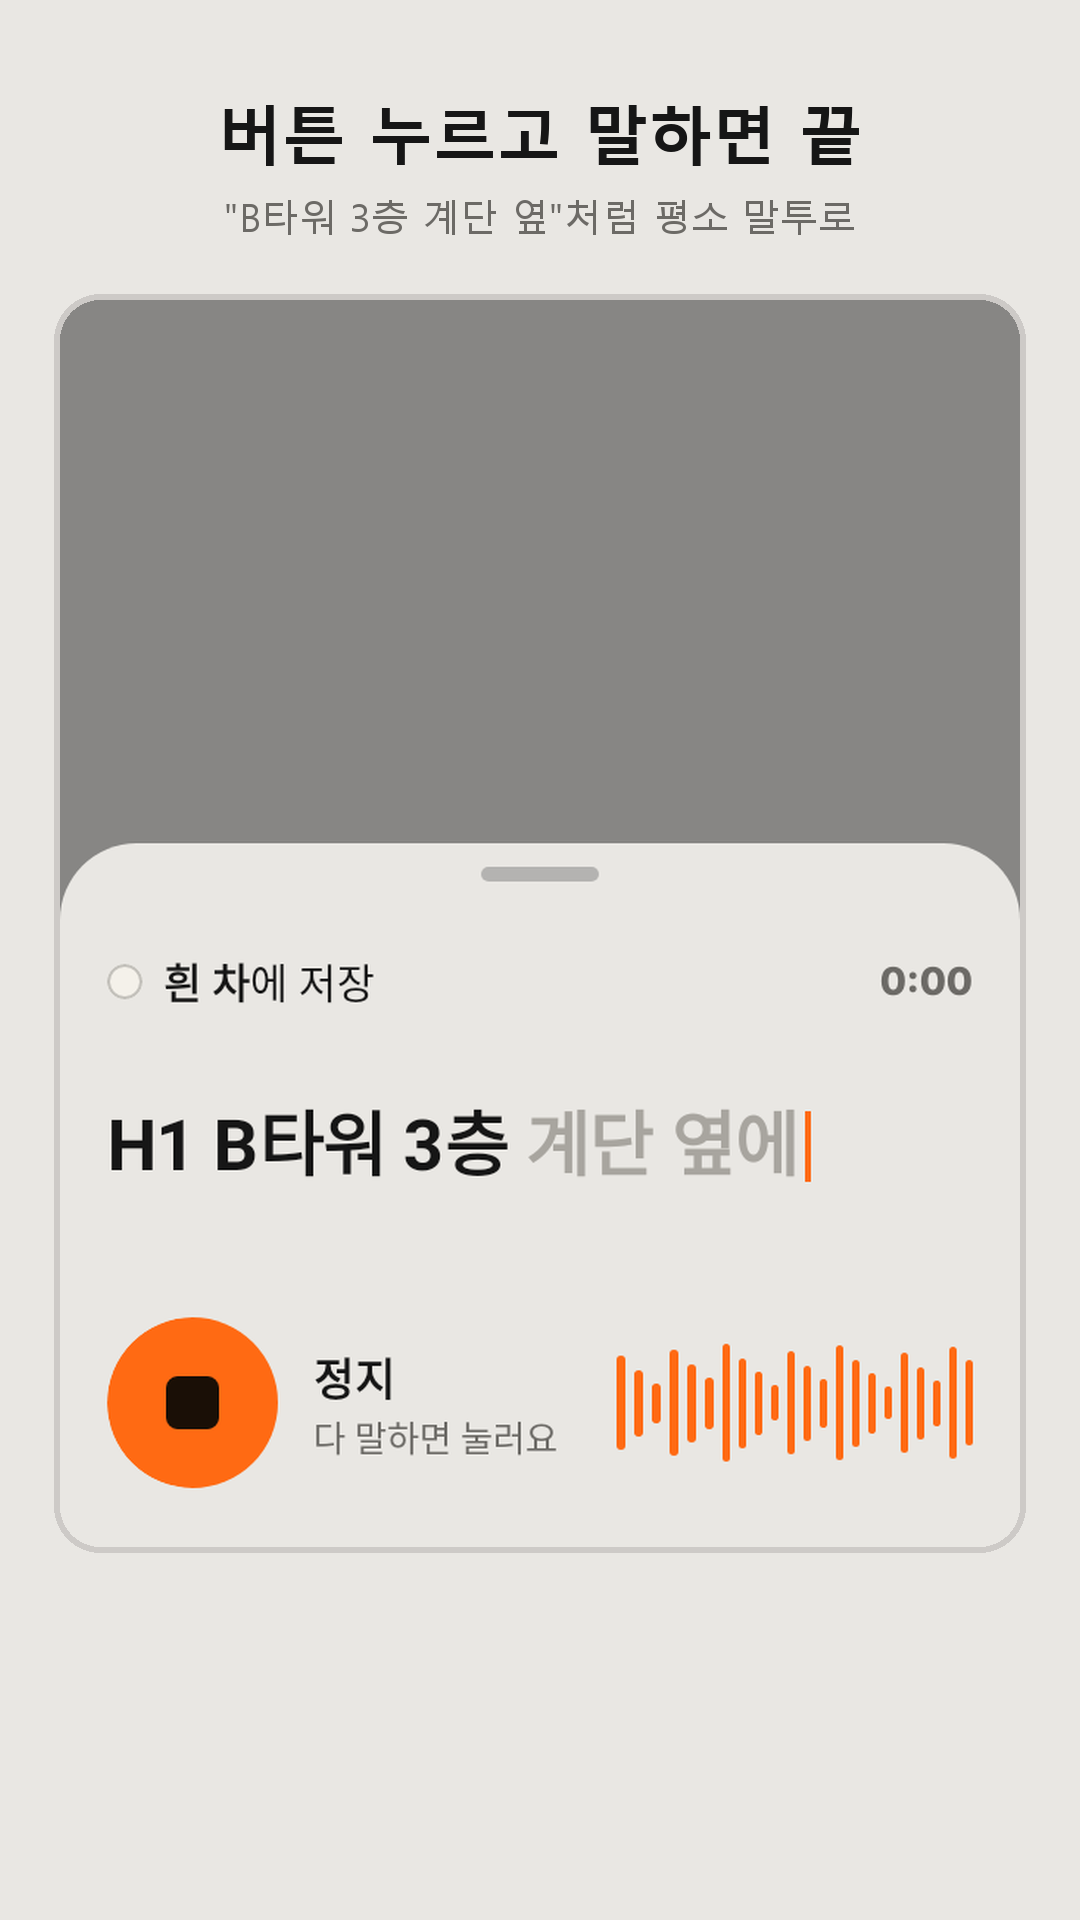 버튼 누르고 말하면 끝
"B타워 3층 계단 옆"처럼 평소 말투로
흰 차에 저장
0:00
H1 B타워 3층 계단 옆에
정지
다 말하면 눌러요